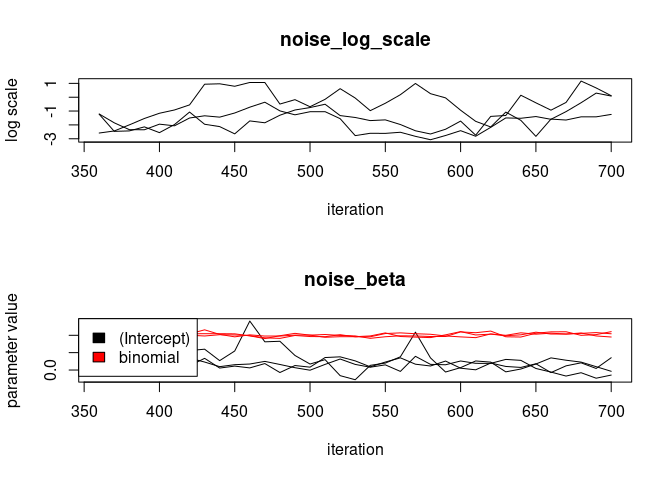 noise_log_scale
log scale
1
-1
-3
350 400 450 500 550 600 650 700
iteration
noise_beta
parameter value
0.0
(Intercept)
binomial
350 400 450 500 550 600 650 700
iteration